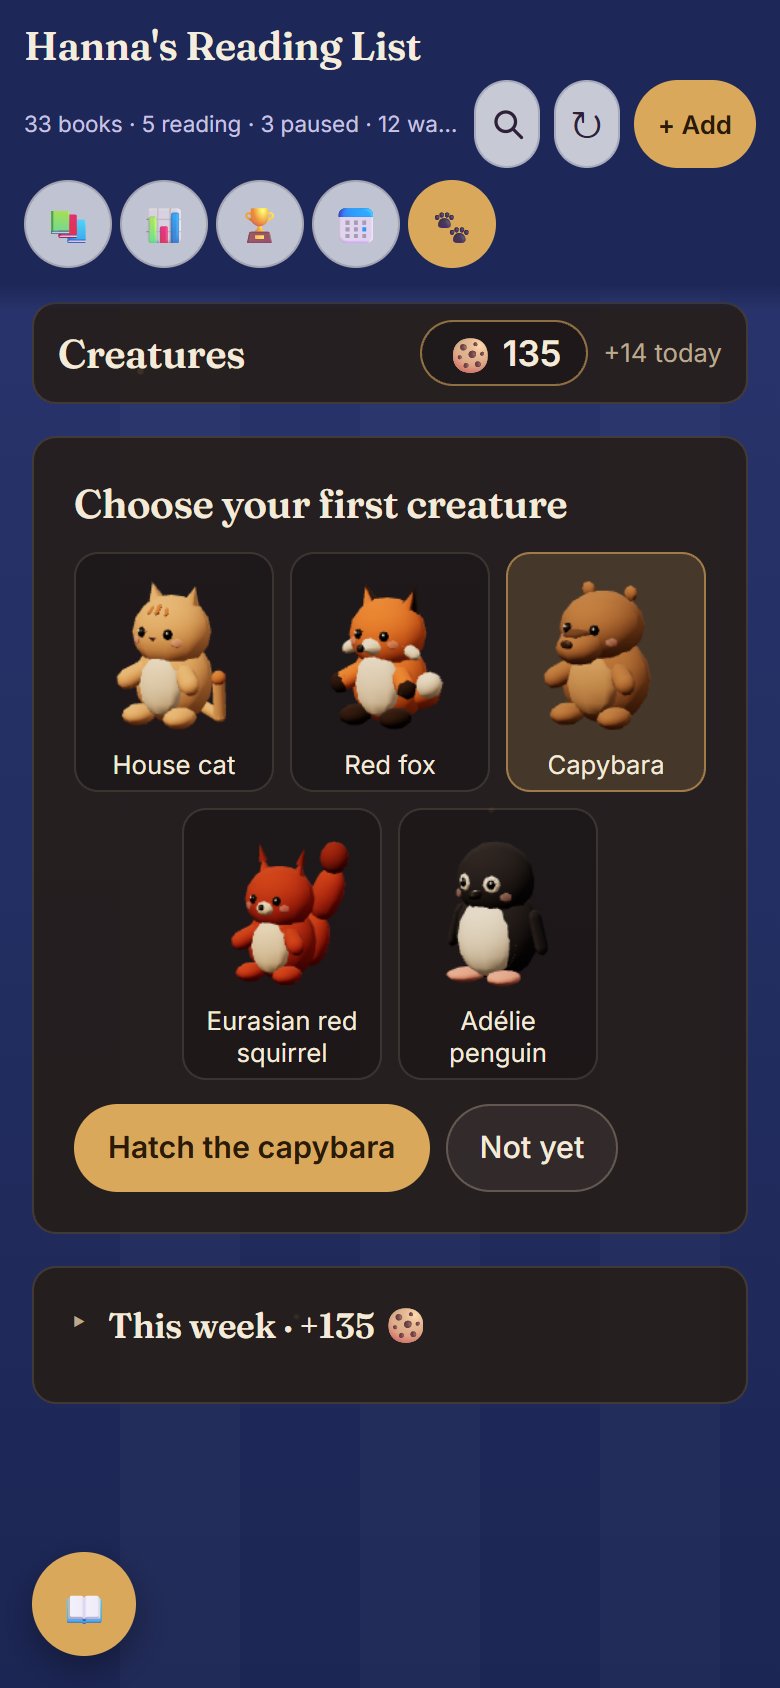 Hanna's Reading List
33 books · 5 reading · 3 paused · 12 wa...
+ Add
Creatures
135
+14 today
Choose your first creature
House cat
Red fox
Capybara
Eurasian red
squirrel
Adélie
penguin
Hatch the capybara
Not yet
This week · +135